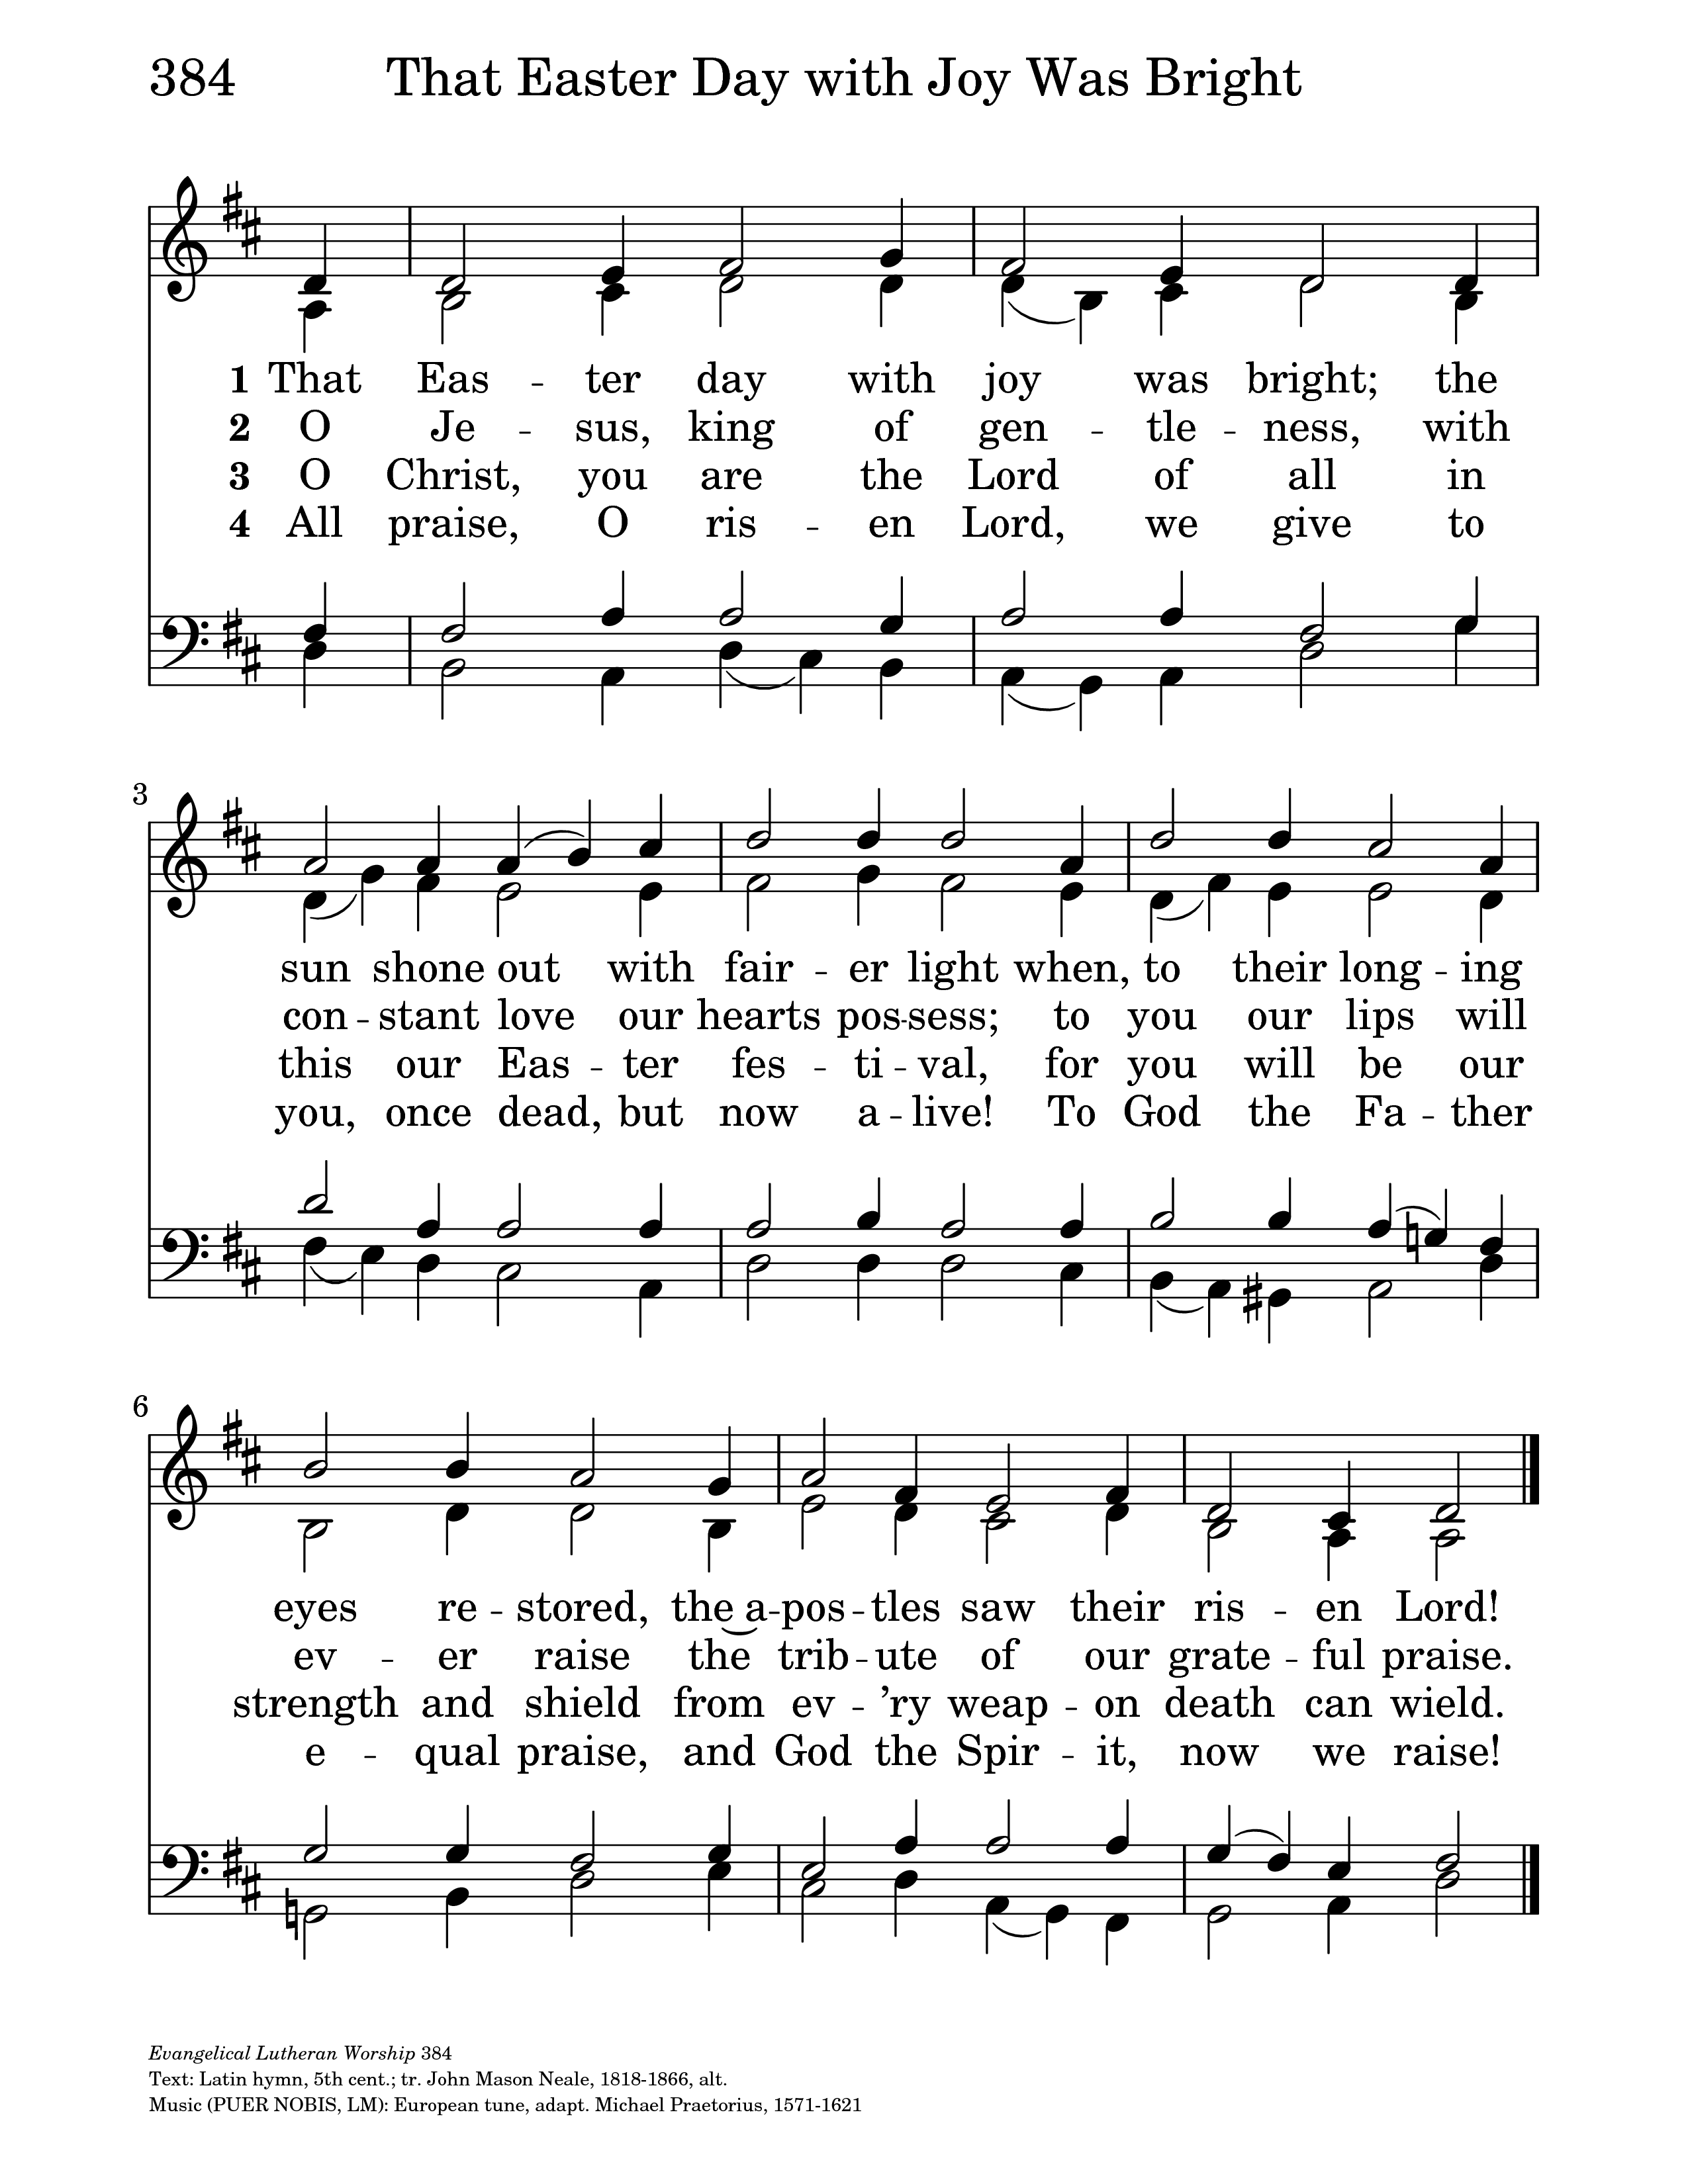 384 That Easter Day with Joy Was Bright
1 That Eas -- ter day with joy was bright; the
2 O Je -- sus, king of gen -- tle -- ness, with
3 O Christ, you are the Lord of all in
4 All praise, O ris -- en Lord, we give to
3
sun shone out with fair -- er light when, to their long -- ing
con -- stant love our hearts pos -- sess; to you our lips will
this our Eas -- ter fes -- ti -- val, for you will be our
you, once dead, but now a -- live! To God the Fa -- ther
6
eyes re -- stored, the‿a -- pos -- tles saw their ris -- en Lord!
ev -- er raise the trib -- ute of our grate -- ful praise.
strength and shield from ev -- ’ry weap -- on death can wield.
e -- qual praise, and God the Spir -- it, now we raise!
Evangelical Lutheran Worship 384
Text: Latin hymn, 5th cent.; tr. John Mason Neale, 1818-1866, alt.
Music (PUER NOBIS, LM): European tune, adapt. Michael Praetorius, 1571-1621